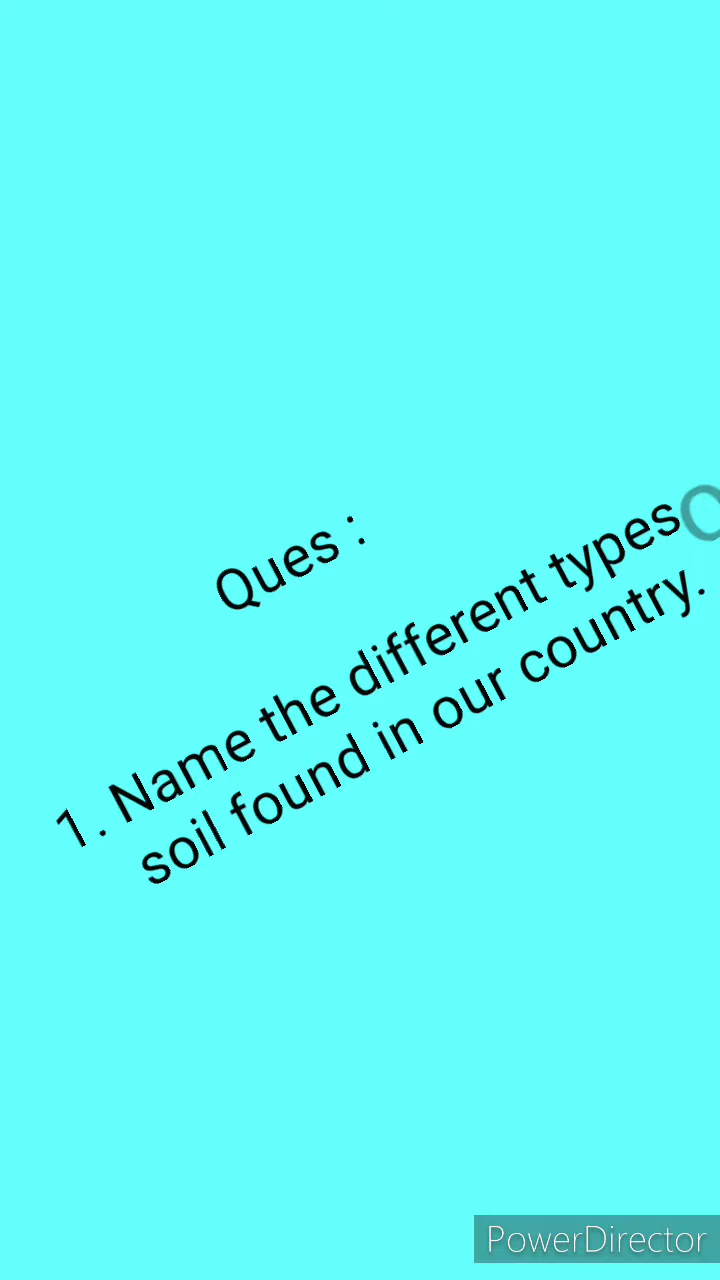 Ques :
1. Name the different types
soil found in our country.
PowerDirector